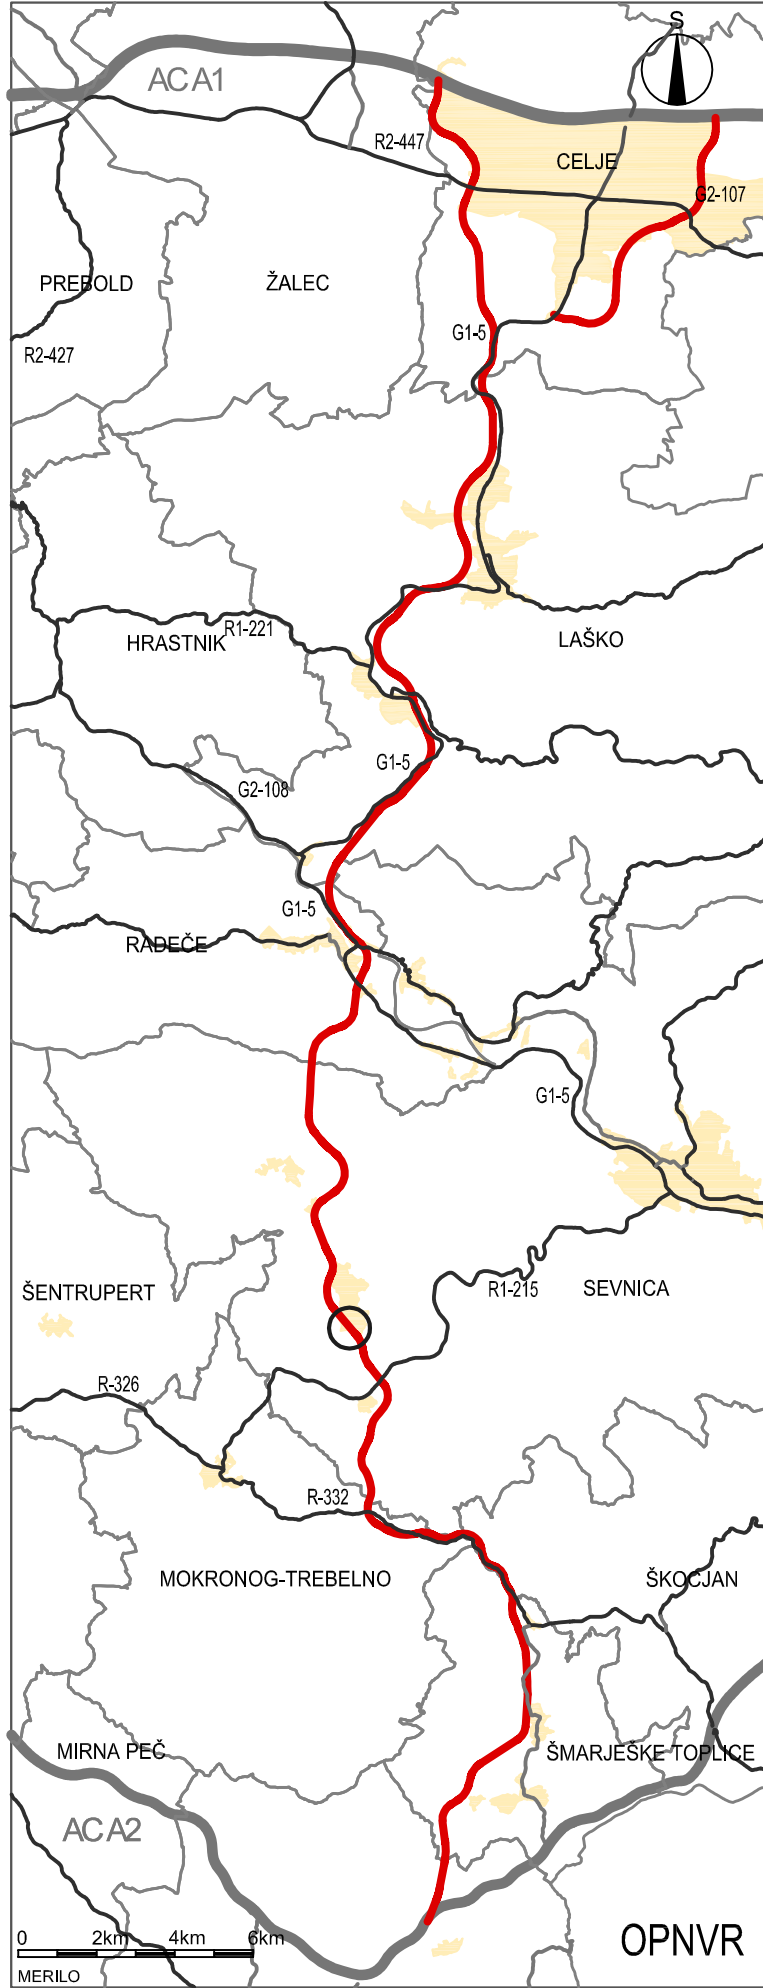 S
ACA1
R2-447
CELJE
G2-107
PREBOLD
ŽALEC
G1-5
R2-427
R1-221
HRASTNIK
LAŠKO
G1-5
G2-108
G1-5
RADEČE
G1-5
R1-215
SEVNICA
ŠENTRUPERT
R-326
R-332
MOKRONOG-TREBELNO
ŠKOCJAN
MIRNA PEČ
ŠMARJEŠKE TOPLICE
ACA2
0 2km 4km 6km
OPNVR
MERILO